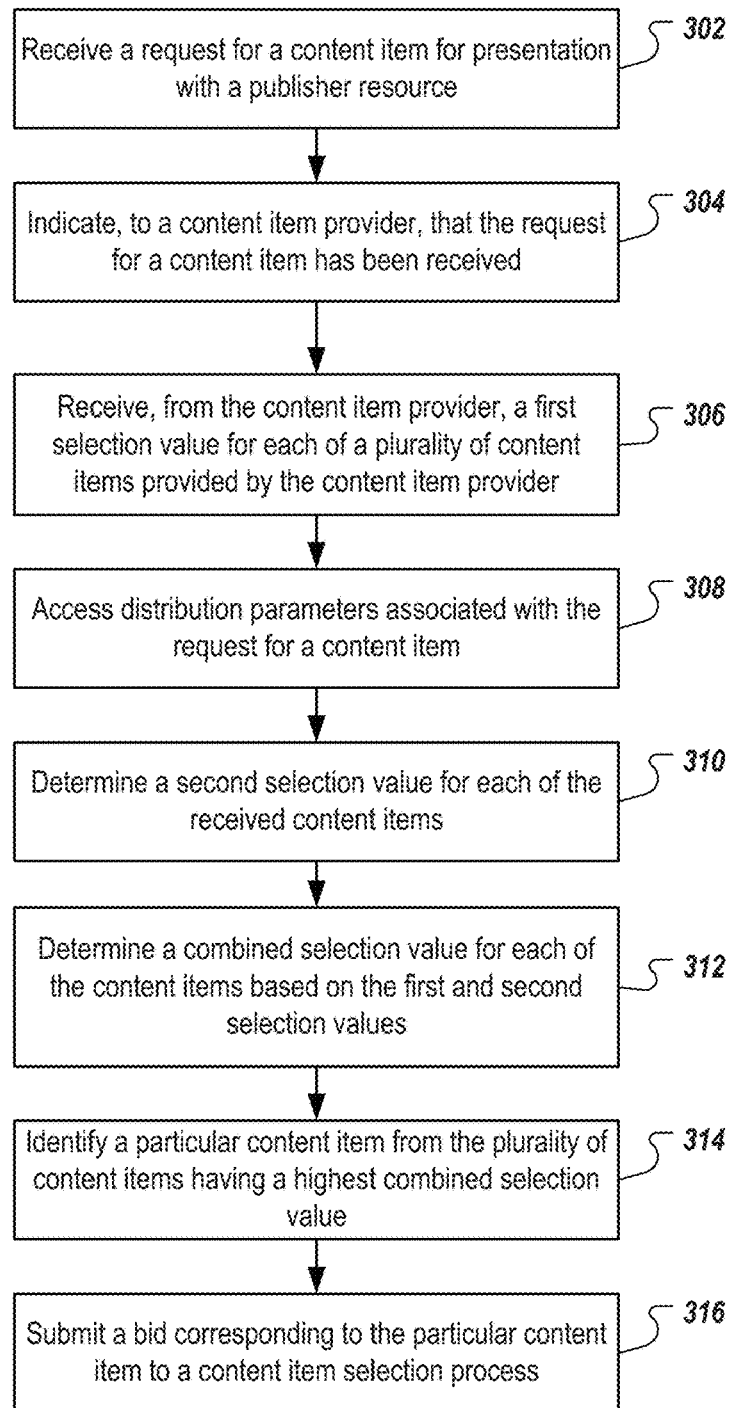 Receive a request for a content item for presentation
with a publisher resource
302
Indicate, to a content item provider, that the request
for a content item has been received
304
Receive, from the content item provider, a first
selection value for each of a plurality of content
items provided by the content item provider
306
Access distribution parameters associated with the
request for a content item
308
Determine a second selection value for each of the
received content items
310
Determine a combined selection value for each of
the content items based on the first and second
selection values
312
Identify a particular content item from the plurality of
content items having a highest combined selection
value
314
Submit a bid corresponding to the particular content
item to a content item selection process
316